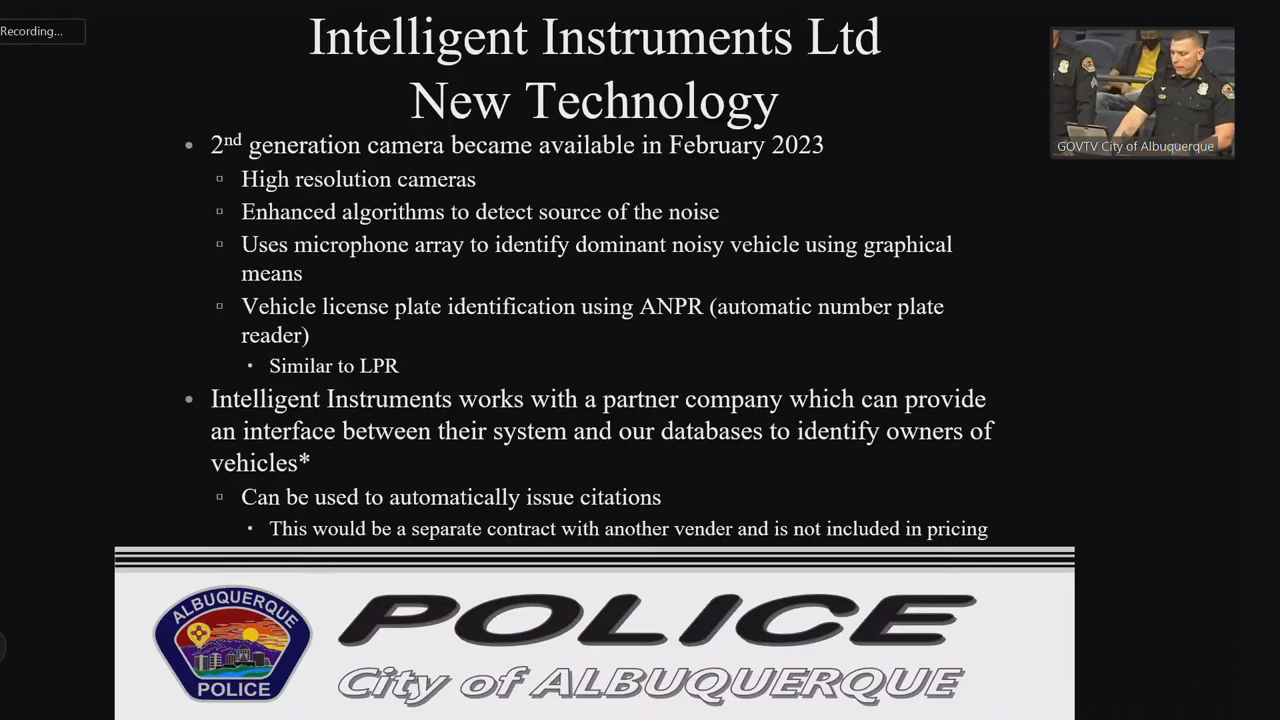 Recording...
Intelligent Instruments Ltd
New Technology
• 2nd generation camera became available in February 2023
▫ High resolution cameras
▫ Enhanced algorithms to detect source of the noise
▫ Uses microphone array to identify dominant noisy vehicle using graphical
means
▫ Vehicle license plate identification using ANPR (automatic number plate
reader)
• Similar to LPR
• Intelligent Instruments works with a partner company which can provide
an interface between their system and our databases to identify owners of
vehicles*
▫ Can be used to automatically issue citations
• This would be a separate contract with another vender and is not included in pricing
GOVTV City of Albuquerque
ALBUQUERQUE
POLICE
POLICE
City of ALBUQUERQUE